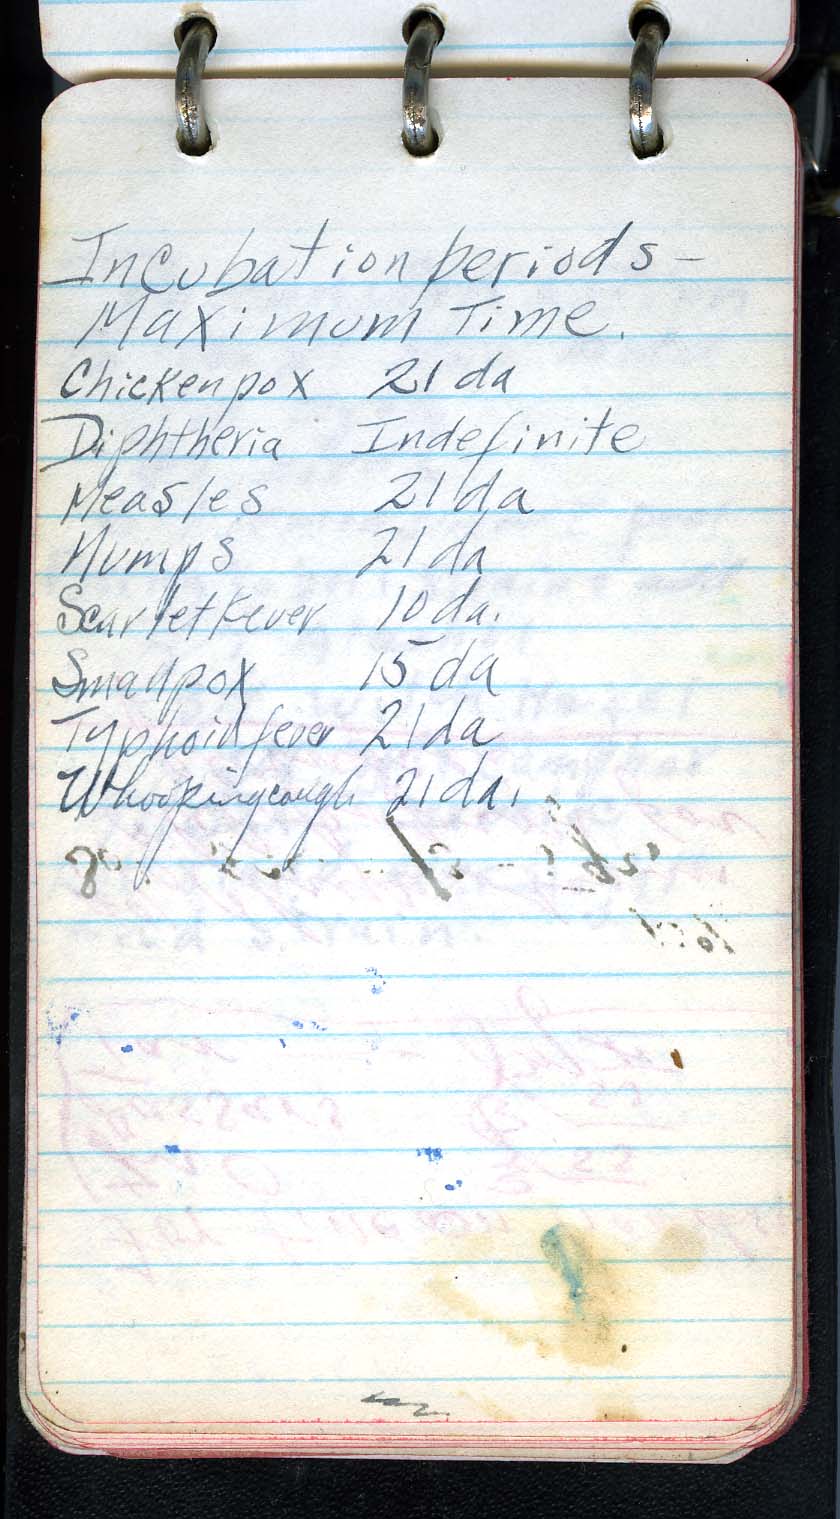 Incubation periods -
Maximum Time.
Chickenpox 21 da
Diphtheria Indefinite
Measles 21 da
Mumps 21 da
Scarlet Fever 10 da.
Smallpox 15 da
Typhoid fever 21 da
Whooping cough 21 da.